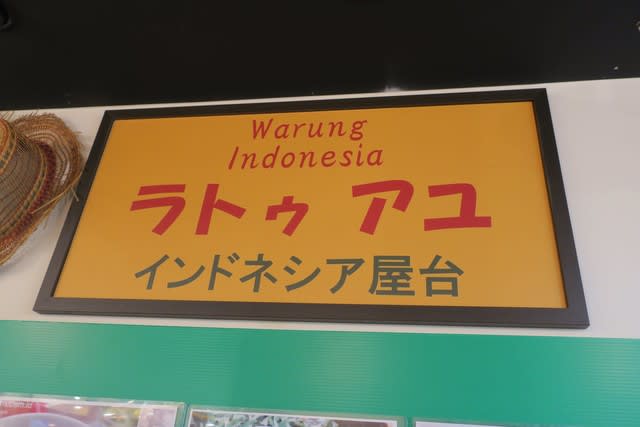 Warung
Indonesia
ラトゥ アユ
インドネシア屋台